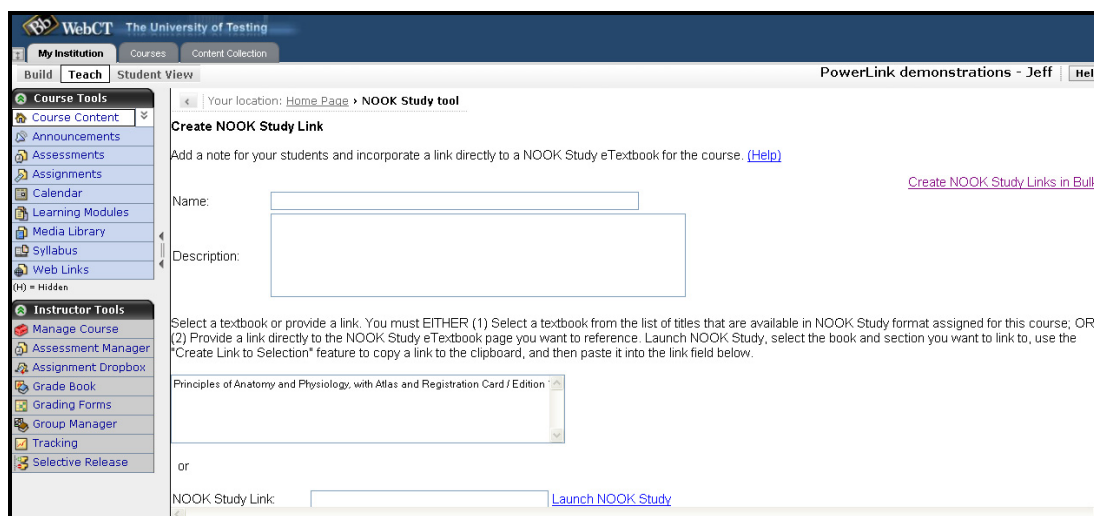 Bb WebCT The University of Testing
My Institution Courses Content Collection
Build Teach Student View PowerLink demonstrations - Jeff Hel
Course Tools
Course Content
Announcements
Assessments
Assignments
Calendar
Learning Modules
Media Library
Syllabus
Web Links
(H) = Hidden
Instructor Tools
Manage Course
Assessment Manager
Assignment Dropbox
Grade Book
Grading Forms
Group Manager
Tracking
Selective Release
Your location: Home Page › NOOK Study tool
Create NOOK Study Link
Add a note for your students and incorporate a link directly to a NOOK Study eTextbook for the course. (Help)
Create NOOK Study Links in Bulk
Name:
Description:
Select a textbook or provide a link. You must EITHER (1) Select a textbook from the list of titles that are available in NOOK Study format assigned for this course; OR
(2) Provide a link directly to the NOOK Study eTextbook page you want to reference. Launch NOOK Study, select the book and section you want to link to, use the
"Create Link to Selection" feature to copy a link to the clipboard, and then paste it into the link field below.
Principles of Anatomy and Physiology, with Atlas and Registration Card / Edition
or
NOOK Study Link: Launch NOOK Study